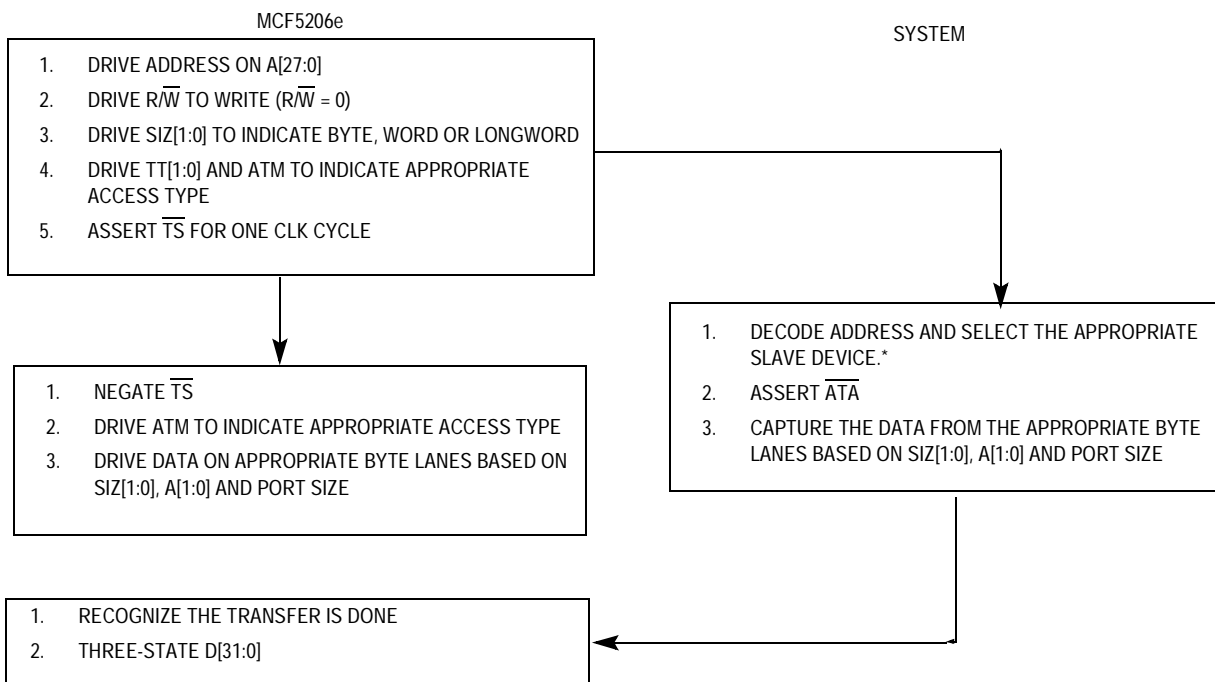 MCF5206e
SYSTEM
1. DRIVE ADDRESS ON A[27:0]
2. DRIVE R/W̅ TO WRITE (R/W̅ = 0)
3. DRIVE SIZ[1:0] TO INDICATE BYTE, WORD OR LONGWORD
4. DRIVE TT[1:0] AND ATM TO INDICATE APPROPRIATE
ACCESS TYPE
5. ASSERT T̅S̅ FOR ONE CLK CYCLE
1. DECODE ADDRESS AND SELECT THE APPROPRIATE
SLAVE DEVICE.*
2. ASSERT A̅T̅A̅
3. CAPTURE THE DATA FROM THE APPROPRIATE BYTE
LANES BASED ON SIZ[1:0], A[1:0] AND PORT SIZE
1. NEGATE T̅S̅
2. DRIVE ATM TO INDICATE APPROPRIATE ACCESS TYPE
3. DRIVE DATA ON APPROPRIATE BYTE LANES BASED ON
SIZ[1:0], A[1:0] AND PORT SIZE
1. RECOGNIZE THE TRANSFER IS DONE
2. THREE-STATE D[31:0]